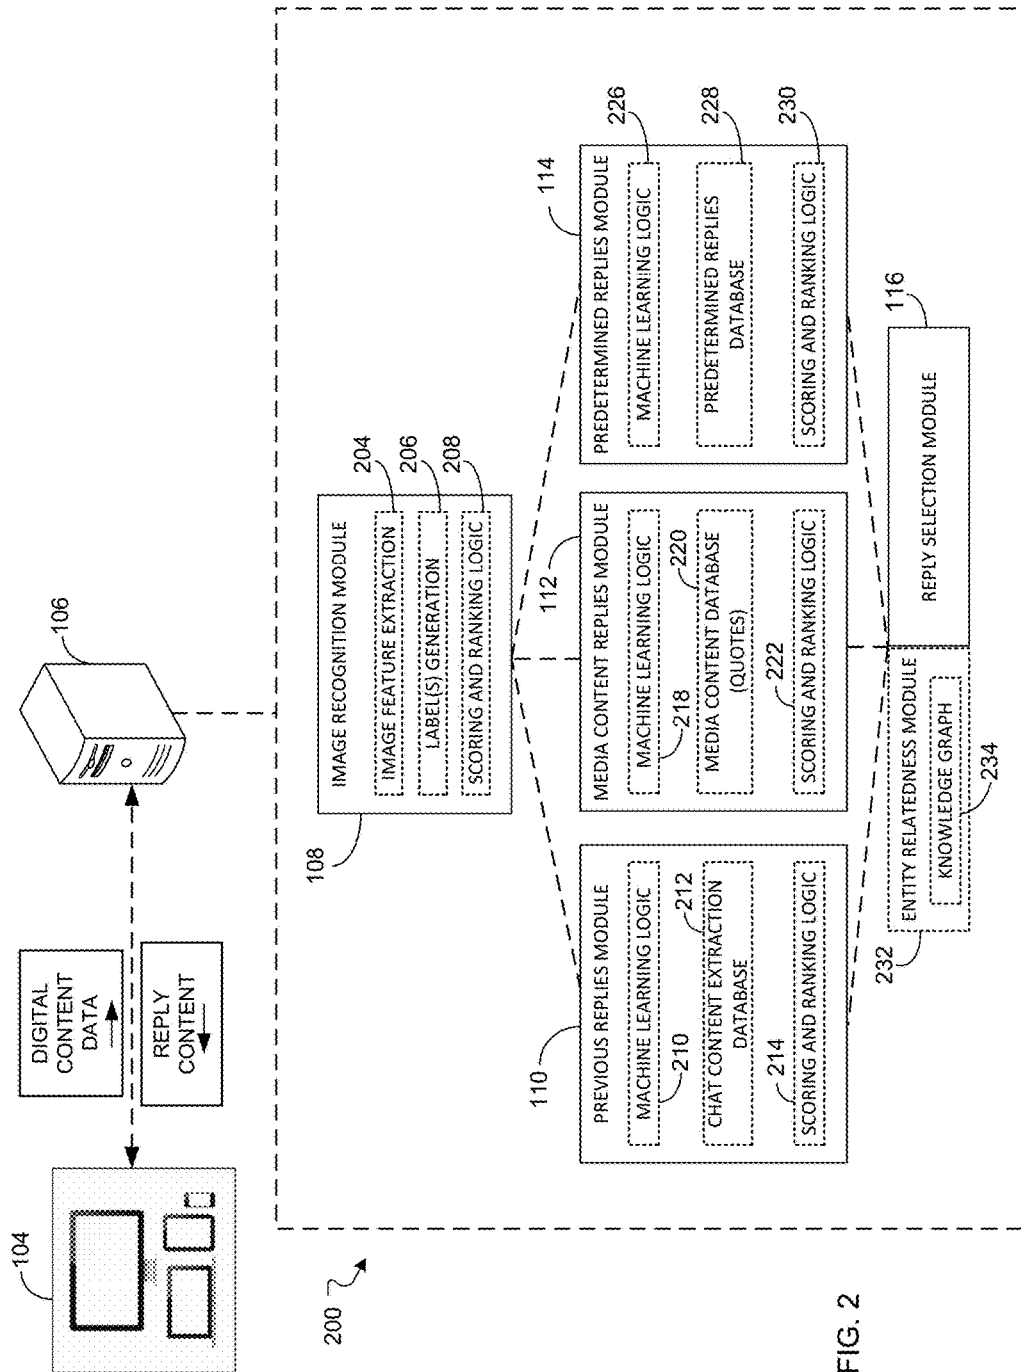 104
DIGITAL
CONTENT
DATA
REPLY
CONTENT
106
200
108
IMAGE RECOGNITION MODULE
IMAGE FEATURE EXTRACTION
204
LABEL(S) GENERATION
206
SCORING AND RANKING LOGIC
208
110
PREVIOUS REPLIES MODULE
MACHINE LEARNING LOGIC
210
CHAT CONTENT EXTRACTION
DATABASE
212
214
SCORING AND RANKING LOGIC
112
MEDIA CONTENT REPLIES MODULE
MACHINE LEARNING LOGIC
218
220
MEDIA CONTENT DATABASE
(QUOTES)
222
SCORING AND RANKING LOGIC
114
PREDETERMINED REPLIES MODULE
MACHINE LEARNING LOGIC
226
PREDETERMINED REPLIES
DATABASE
228
SCORING AND RANKING LOGIC
230
232
ENTITY RELATEDNESS MODULE
KNOWLEDGE GRAPH
234
REPLY SELECTION MODULE
116
FIG. 2